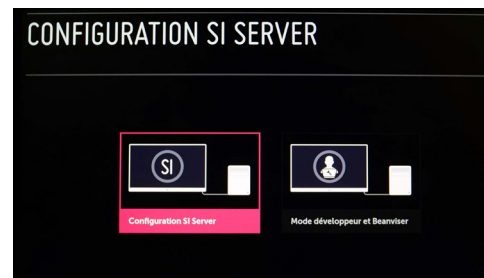 CONFIGURATION SI SERVER
SI
Configuration SI Server
Mode développeur et Beanviser